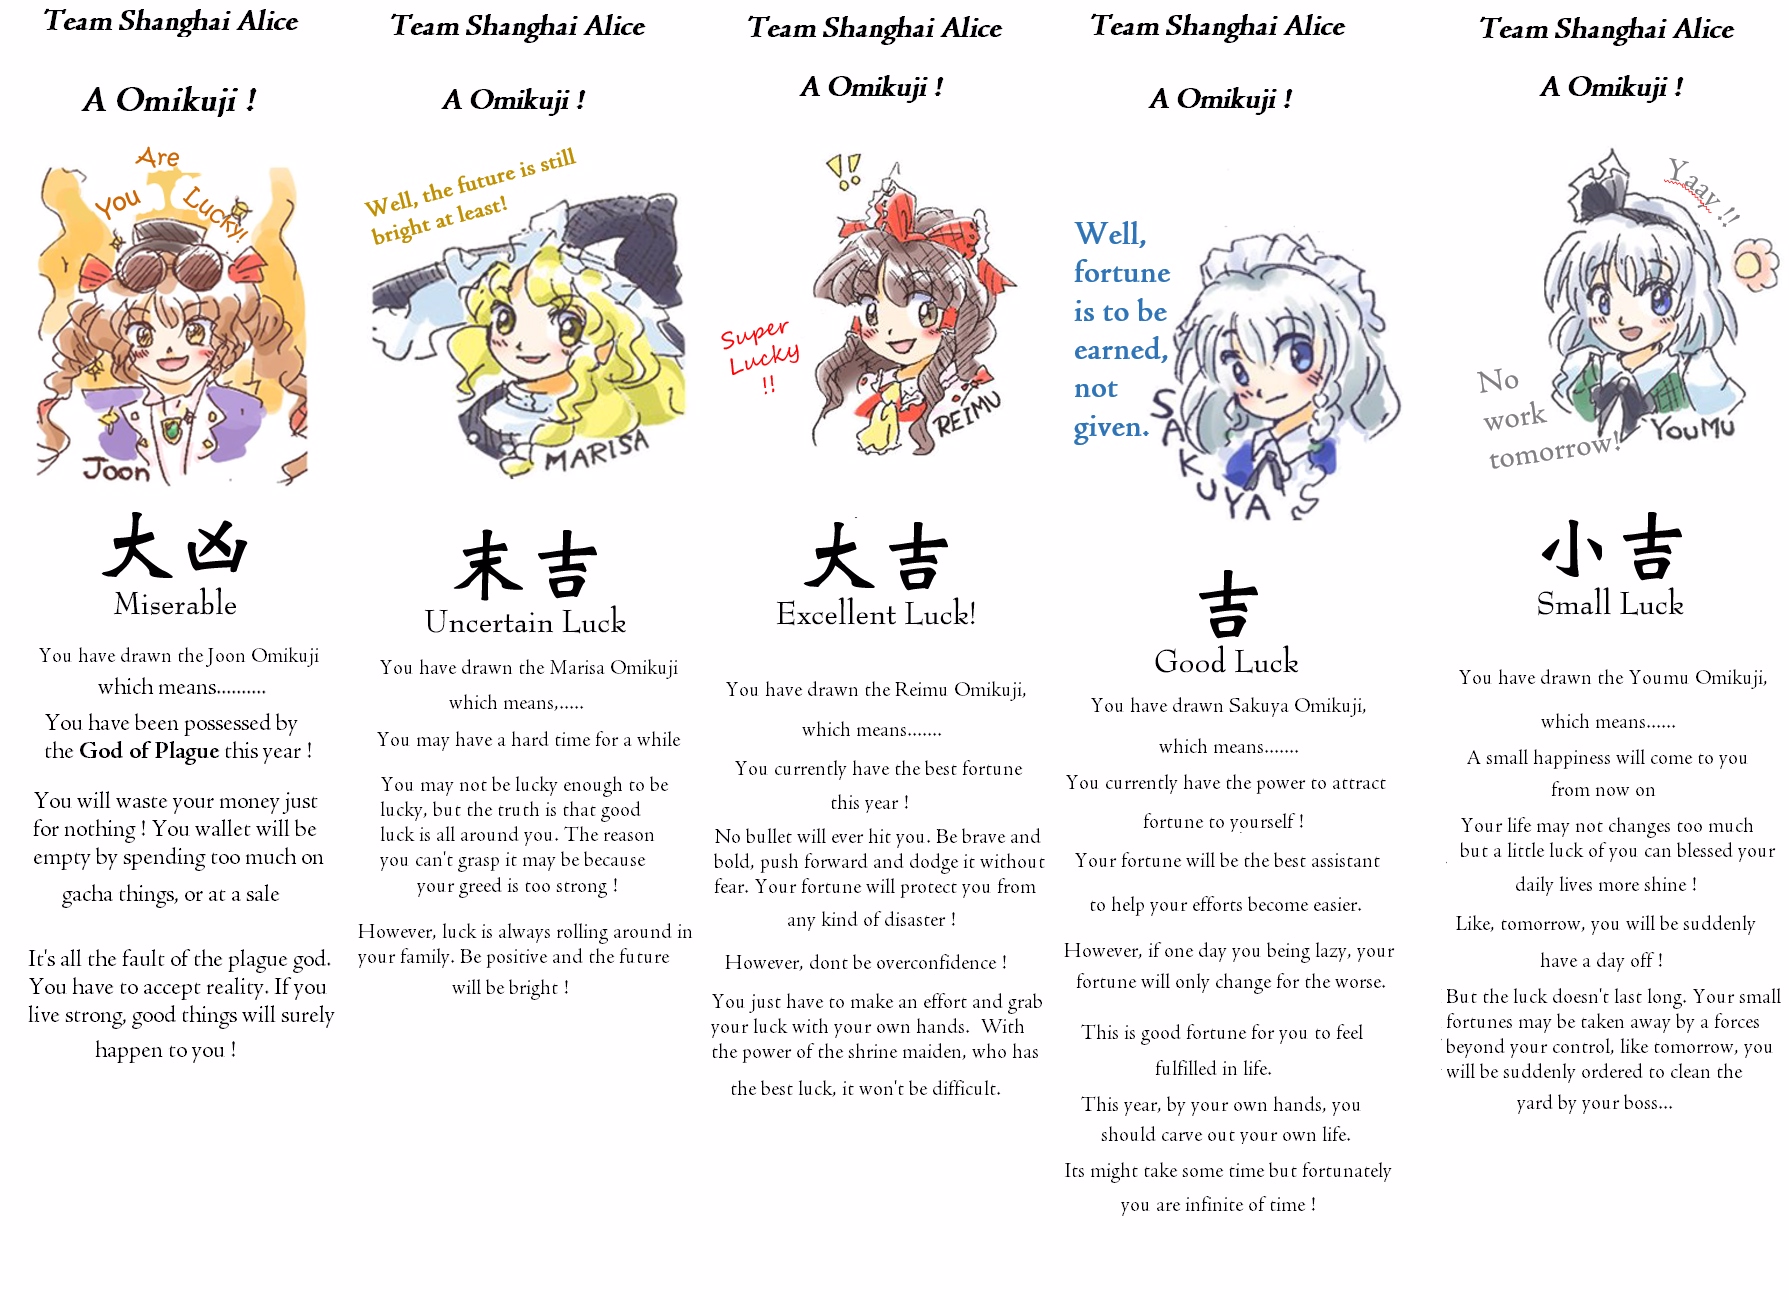 Team Shanghai Alice
A Omikuji !
You Are Lucky!
Joon
大凶
Miserable
You have drawn the Joon Omikuji
which means..........
You have been possessed by
the God of Plague this year !
You will waste your money just
for nothing ! You wallet will be
empty by spending too much on
gacha things, or at a sale
It's all the fault of the plague god.
You have to accept reality. If you
live strong, good things will surely
happen to you !
Team Shanghai Alice
A Omikuji !
Well, the future is still
bright at least!
MARISA
末吉
Uncertain Luck
You have drawn the Marisa Omikuji
which means,.....
You may have a hard time for a while
You may not be lucky enough to be
lucky, but the truth is that good
luck is all around you. The reason
you can't grasp it may be because
your greed is too strong !
However, luck is always rolling around in
your family. Be positive and the future
will be bright !
Team Shanghai Alice
A Omikuji !
!!
Super
Lucky
!!
REIMU
大吉
Excellent Luck!
You have drawn the Reimu Omikuji,
which means.......
You currently have the best fortune
this year !
No bullet will ever hit you. Be brave and
bold, push forward and dodge it without
fear. Your fortune will protect you from
any kind of disaster !
However, dont be overconfidence !
You just have to make an effort and grab
your luck with your own hands. With
the power of the shrine maiden, who has
the best luck, it won't be difficult.
Team Shanghai Alice
A Omikuji !
Well,
fortune
is to be
earned,
not
given.
SAKUYA S
吉
Good Luck
You have drawn Sakuya Omikuji,
which means.......
You currently have the power to attract
fortune to yourself !
Your fortune will be the best assistant
to help your efforts become easier.
However, if one day you being lazy, your
fortune will only change for the worse.
This is good fortune for you to feel
fulfilled in life.
This year, by your own hands, you
should carve out your own life.
Its might take some time but fortunately
you are infinite of time !
Team Shanghai Alice
A Omikuji !
Yaay !!
No
work
tomorrow!
YouMu
小吉
Small Luck
You have drawn the Youmu Omikuji,
which means......
A small happiness will come to you
from now on
Your life may not changes too much
but a little luck of you can blessed your
daily lives more shine !
Like, tomorrow, you will be suddenly
have a day off !
But the luck doesn't last long. Your small
fortunes may be taken away by a forces
beyond your control, like tomorrow, you
will be suddenly ordered to clean the
yard by your boss...